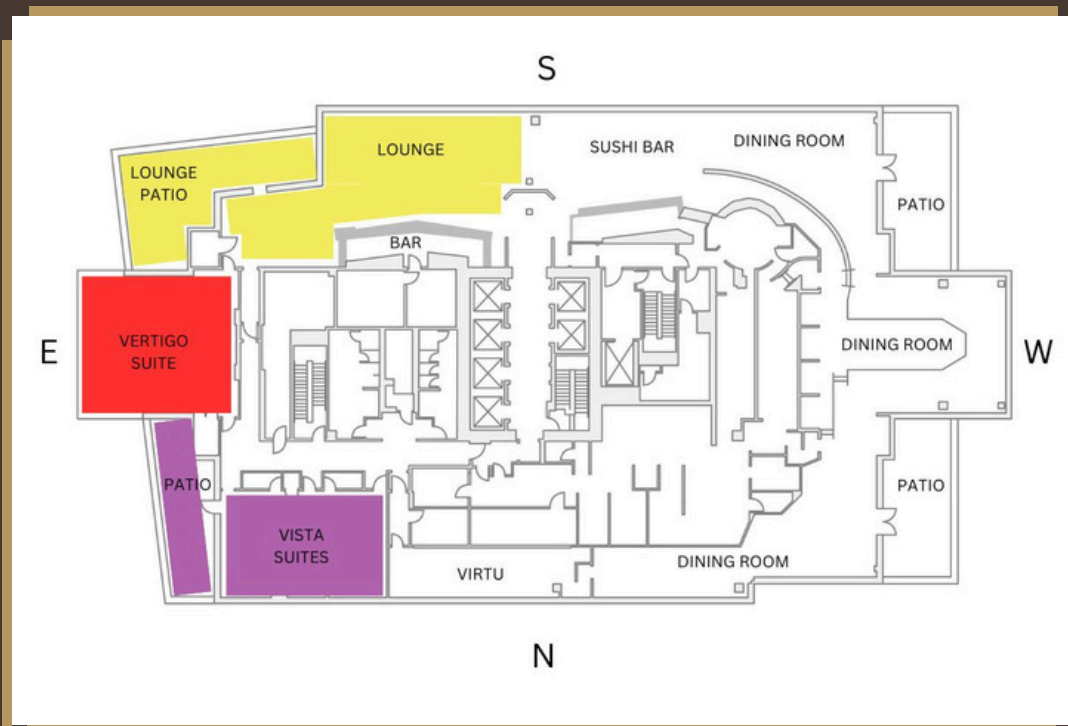 S
LOUNGE
SUSHI BAR
DINING ROOM
LOUNGE
PATIO
PATIO
BAR
E
VERTIGO
SUITE
DINING ROOM
W
PATIO
PATIO
VISTA
SUITES
VIRTU
DINING ROOM
N